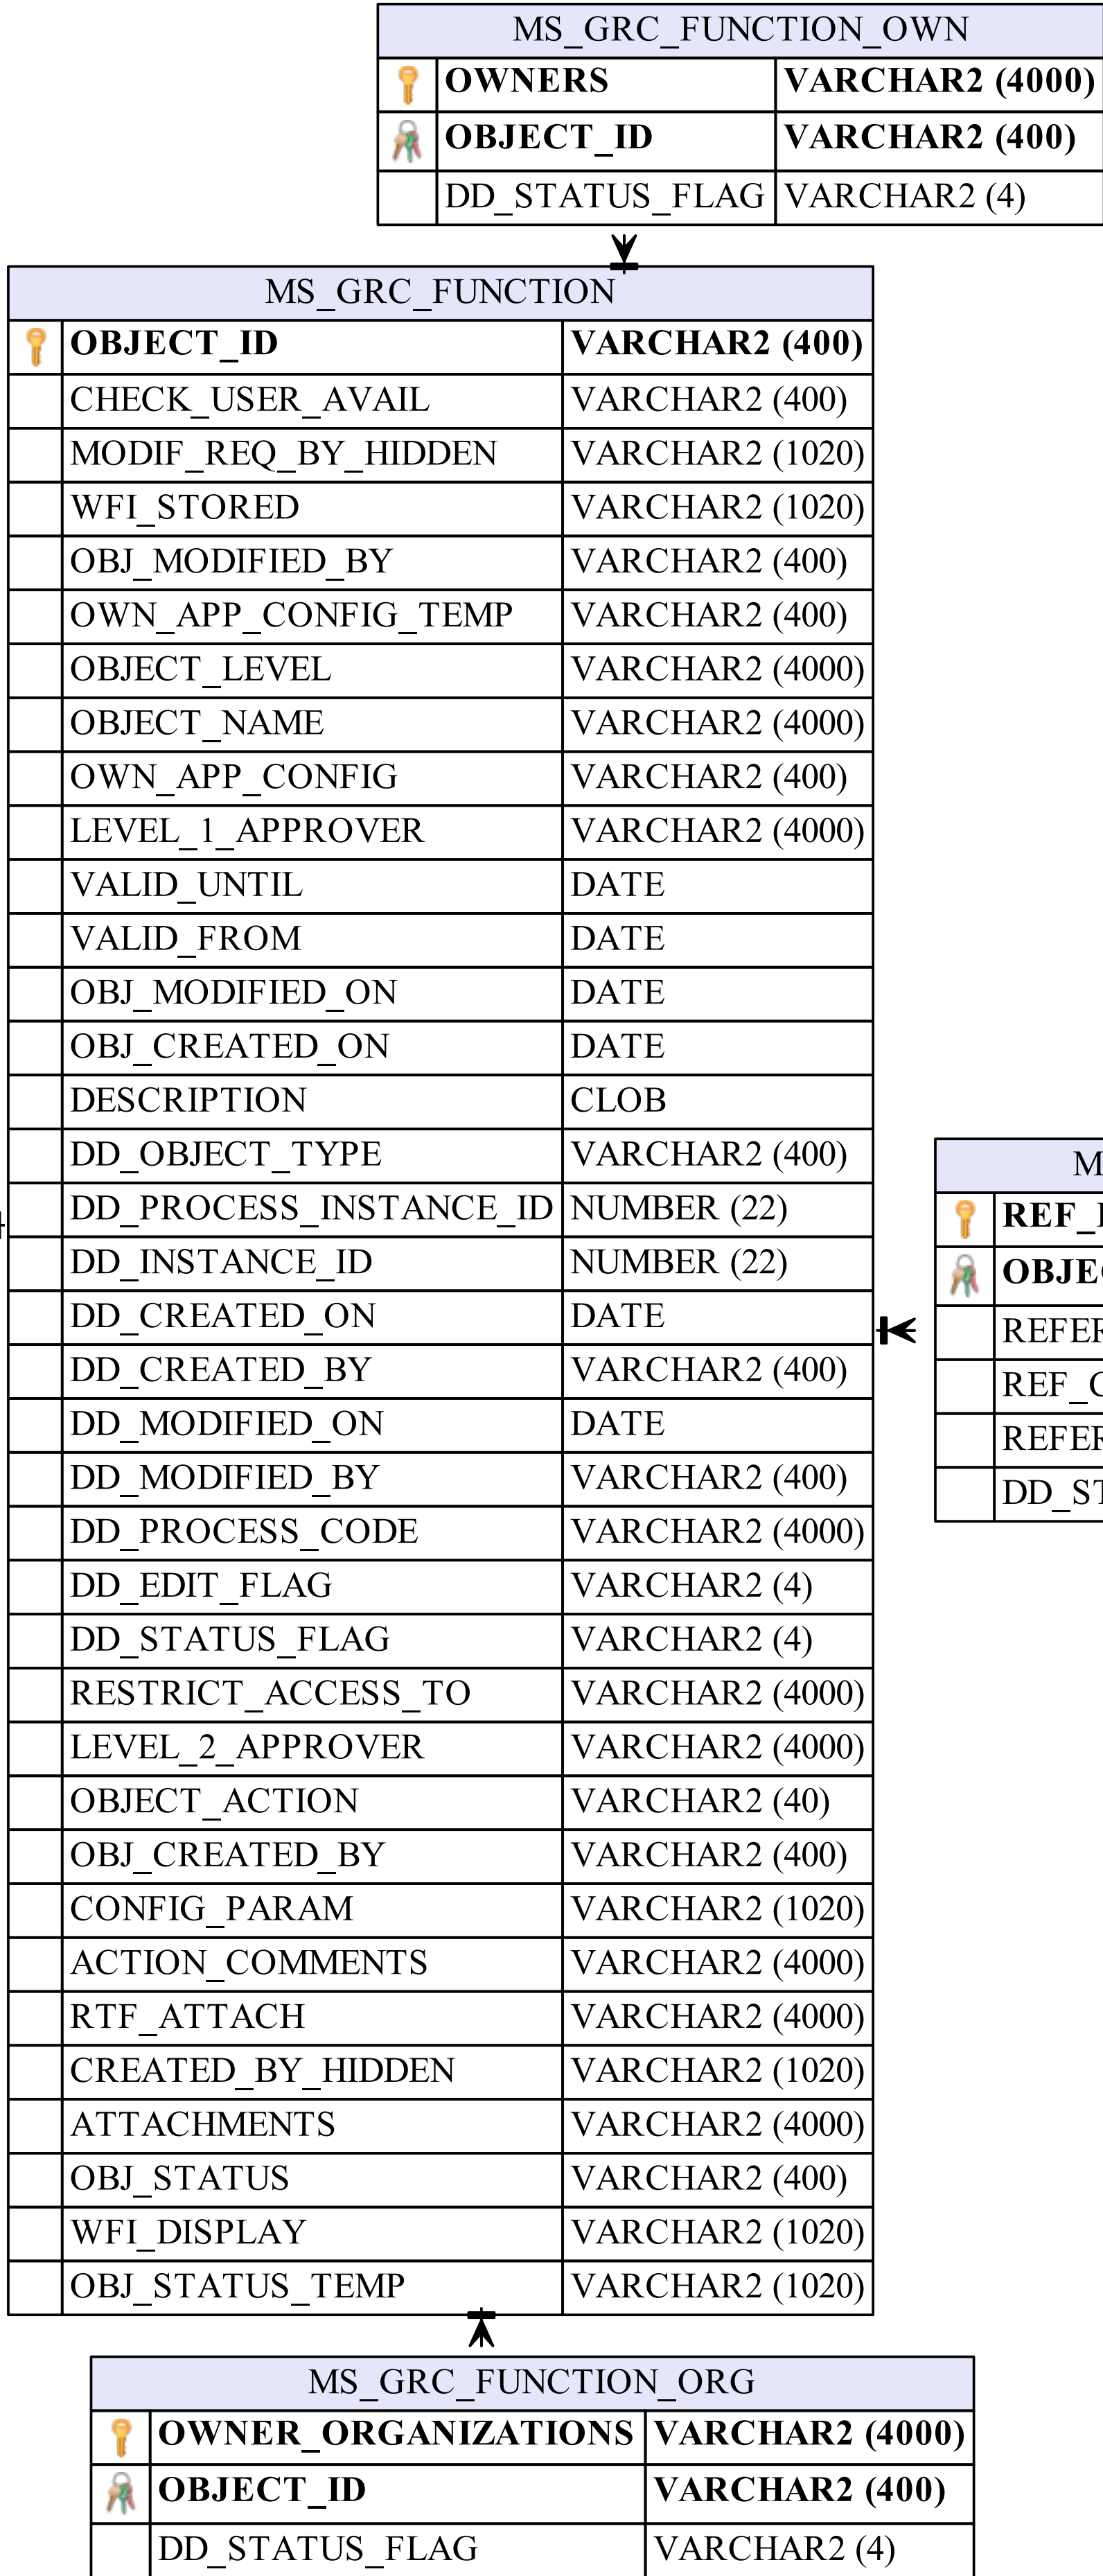 MS_GRC_FUNCTION_OWN
OWNERS VARCHAR2 (4000)
OBJECT_ID VARCHAR2 (400)
DD_STATUS_FLAG VARCHAR2 (4)
MS_GRC_FUNCTION
OBJECT_ID VARCHAR2 (400)
CHECK_USER_AVAIL VARCHAR2 (400)
MODIF_REQ_BY_HIDDEN VARCHAR2 (1020)
WFI_STORED VARCHAR2 (1020)
OBJ_MODIFIED_BY VARCHAR2 (400)
OWN_APP_CONFIG_TEMP VARCHAR2 (400)
OBJECT_LEVEL VARCHAR2 (4000)
OBJECT_NAME VARCHAR2 (4000)
OWN_APP_CONFIG VARCHAR2 (400)
LEVEL_1_APPROVER VARCHAR2 (4000)
VALID_UNTIL DATE
VALID_FROM DATE
OBJ_MODIFIED_ON DATE
OBJ_CREATED_ON DATE
DESCRIPTION CLOB
DD_OBJECT_TYPE VARCHAR2 (400)
DD_PROCESS_INSTANCE_ID NUMBER (22)
DD_INSTANCE_ID NUMBER (22)
DD_CREATED_ON DATE
DD_CREATED_BY VARCHAR2 (400)
DD_MODIFIED_ON DATE
DD_MODIFIED_BY VARCHAR2 (400)
DD_PROCESS_CODE VARCHAR2 (4000)
DD_EDIT_FLAG VARCHAR2 (4)
DD_STATUS_FLAG VARCHAR2 (4)
RESTRICT_ACCESS_TO VARCHAR2 (4000)
LEVEL_2_APPROVER VARCHAR2 (4000)
OBJECT_ACTION VARCHAR2 (40)
OBJ_CREATED_BY VARCHAR2 (400)
CONFIG_PARAM VARCHAR2 (1020)
ACTION_COMMENTS VARCHAR2 (4000)
RTF_ATTACH VARCHAR2 (4000)
CREATED_BY_HIDDEN VARCHAR2 (1020)
ATTACHMENTS VARCHAR2 (4000)
OBJ_STATUS VARCHAR2 (400)
WFI_DISPLAY VARCHAR2 (1020)
OBJ_STATUS_TEMP VARCHAR2 (1020)
M
REF_
OBJE
REFER
REF_
REFER
DD_ST
MS_GRC_FUNCTION_ORG
OWNER_ORGANIZATIONS VARCHAR2 (4000)
OBJECT_ID VARCHAR2 (400)
DD_STATUS_FLAG VARCHAR2 (4)